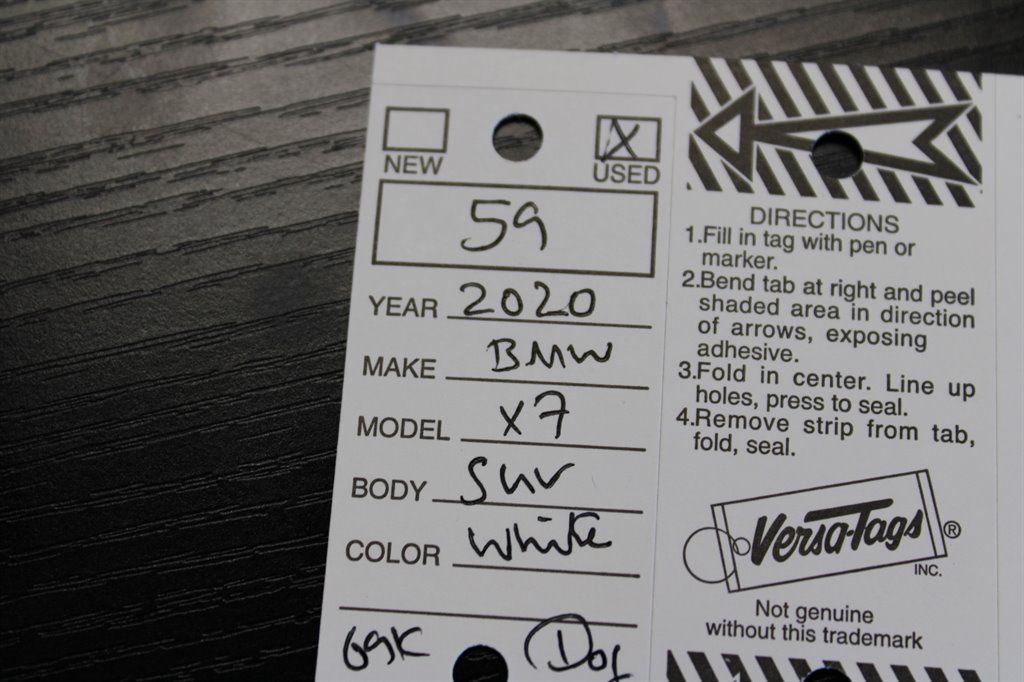 NEW
X
USED
59
YEAR 2020
MAKE BMW
MODEL X7
BODY SUV
COLOR White
69K
DIRECTIONS
1.Fill in tag with pen or
marker.
2.Bend tab at right and peel
shaded area in direction
of arrows, exposing
adhesive.
3.Fold in center. Line up
holes, press to seal.
4.Remove strip from tab,
fold, seal.
Versa-Tags®
INC.
Not genuine
without this trademark